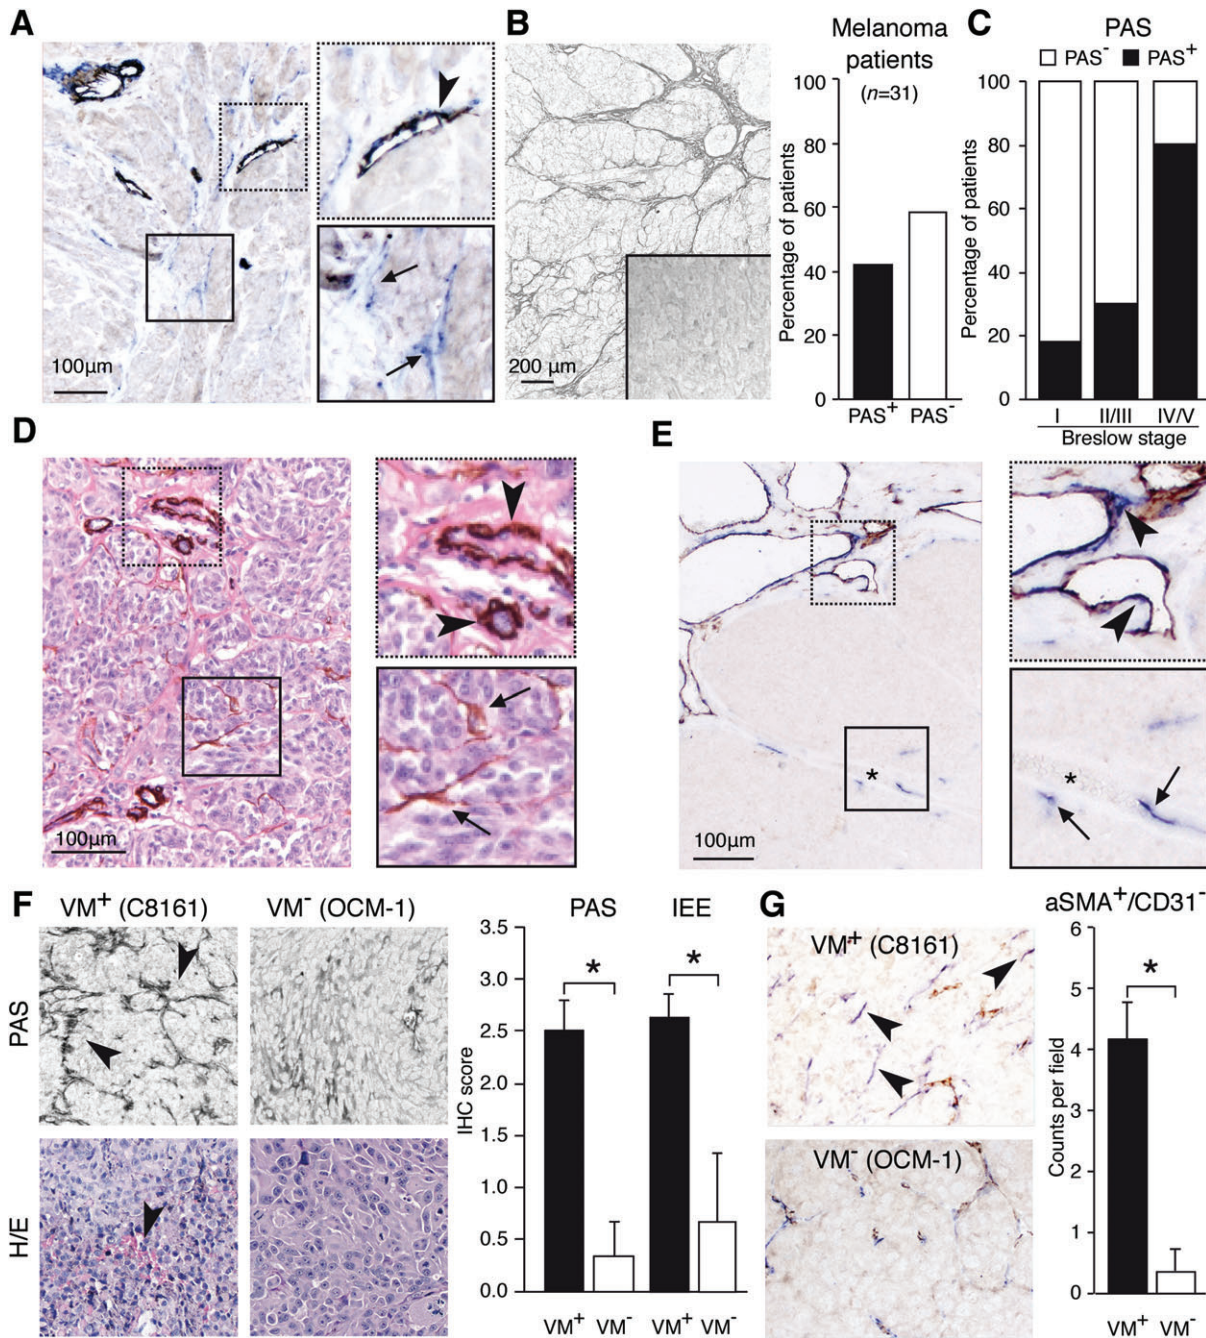 A
100µm
B
200 µm
Melanoma
patients
(n=31)
Percentage of patients
100
80
60
40
20
0
PAS+ PAS-
C
PAS
PAS- PAS+
Percentage of patients
100
80
60
40
20
0
I II/III IV/V
Breslow stage
D
100µm
E
*
100µm
*
F
VM+ (C8161) VM- (OCM-1)
PAS
H/E
PAS IEE
IHC score
3.5
3.0
2.5
2.0
1.5
1.0
0.5
0.0
* *
VM+ VM- VM+ VM-
G
VM+ (C8161)
VM- (OCM-1)
aSMA+/CD31-
Counts per field
6
5
4
3
2
1
0
*
VM+ VM-